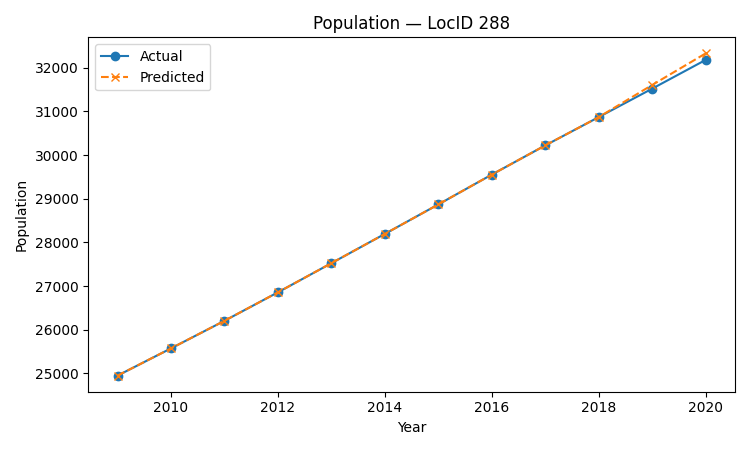 Population — LocID 288
Actual
Predicted
32000
31000
30000
29000
28000
27000
26000
25000
Population
2010 2012 2014 2016 2018 2020
Year